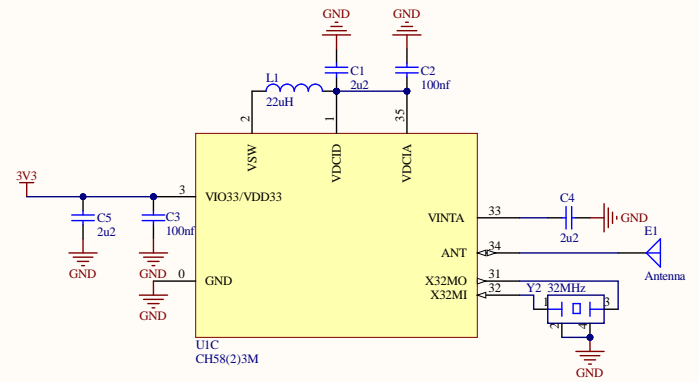 GND
GND
C1
2u2
C2
100nf
L1
22uH
2
1
35
VSW
VDCID
VDCIA
3V3
3
VIO33/VDD33
C5
2u2
C3
100nf
GND
GND
0
GND
GND
VINTA
33
C4
2u2
GND
E1
Antenna
ANT
34
X32MO
31
X32MI
32
Y2 32MHz
1
3
2
4
GND
U1C
CH58(2)3M